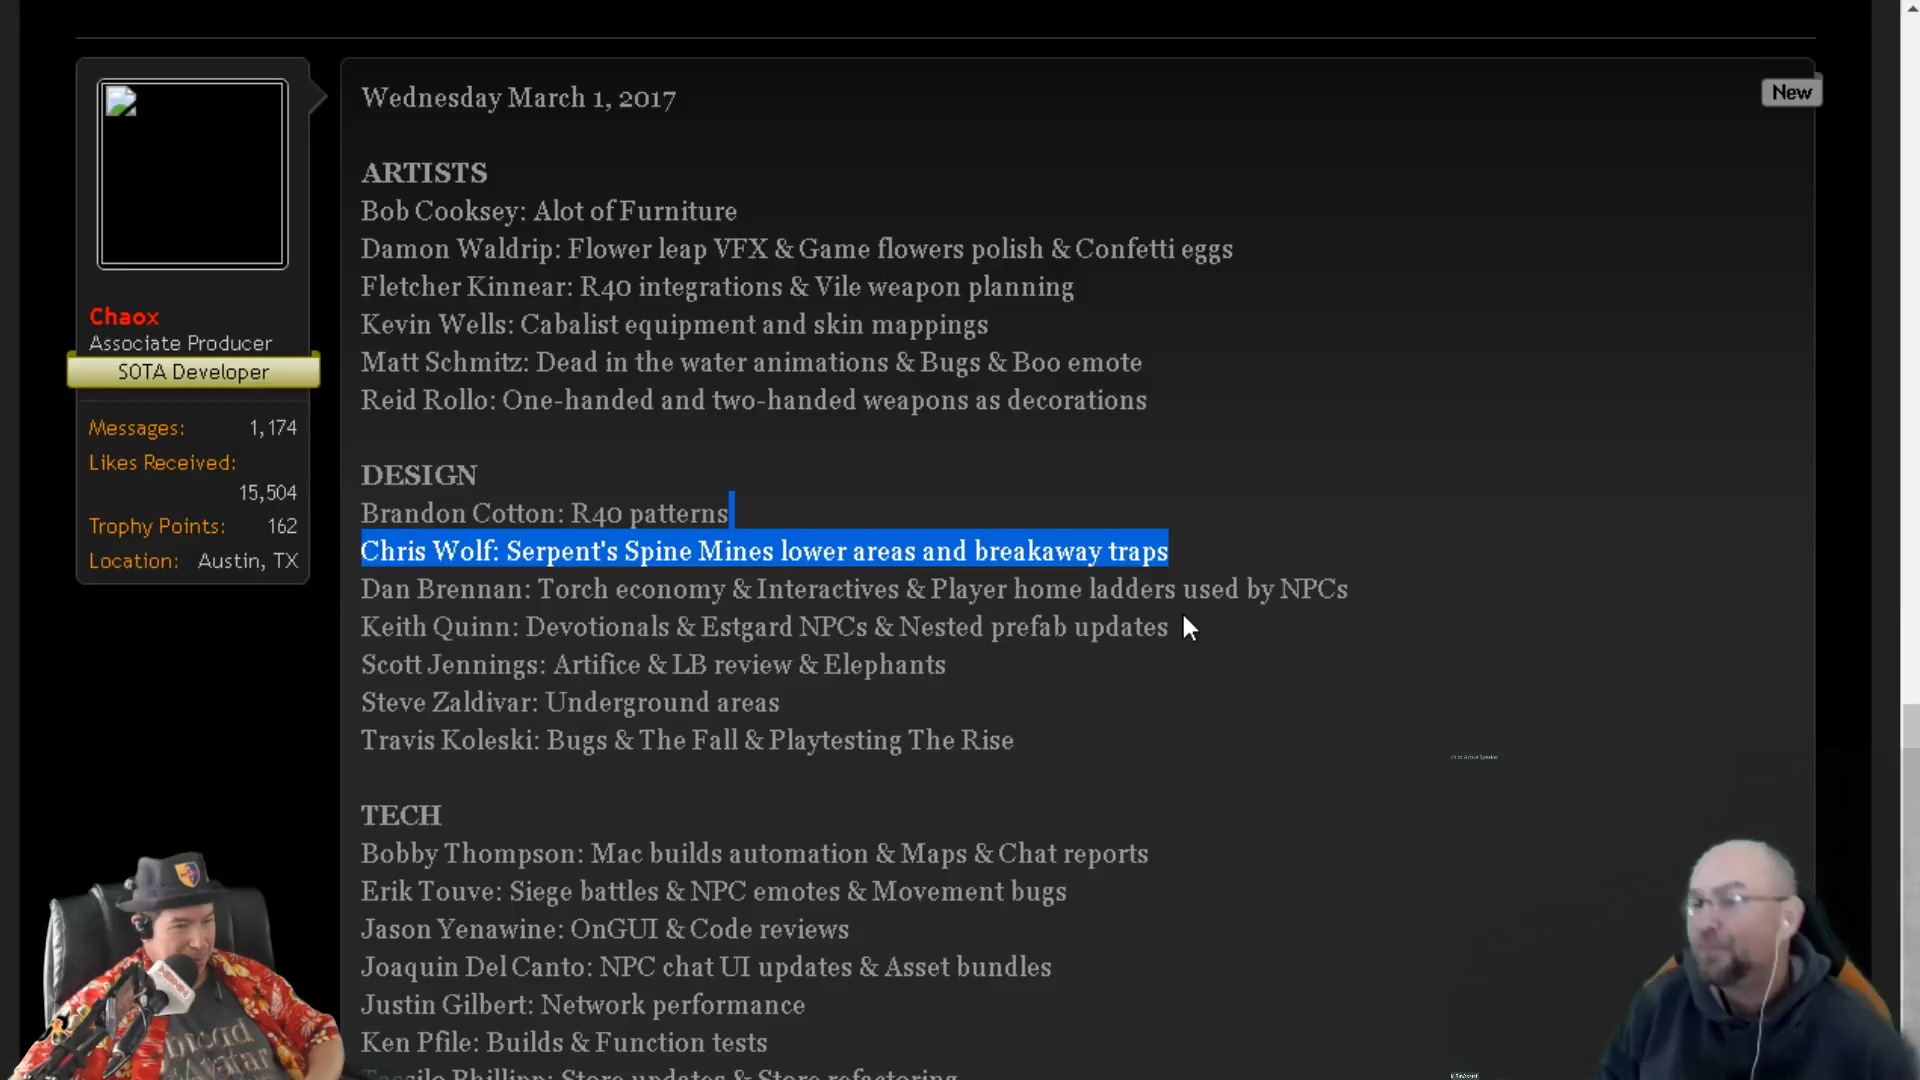 Wednesday March 1, 2017
New
ARTISTS
Bob Cooksey: Alot of Furniture
Damon Waldrip: Flower leap VFX & Game flowers polish & Confetti eggs
Fletcher Kinnear: R40 integrations & Vile weapon planning
Chaox
Kevin Wells: Cabalist equipment and skin mappings
Associate Producer
SOTA Developer
Matt Schmitz: Dead in the water animations & Bugs & Boo emote
Reid Rollo: One-handed and two-handed weapons as decorations
Messages: 1,174
Likes Received:
15,504
Trophy Points: 162
Location: Austin, TX
DESIGN
Brandon Cotton: R40 patterns
Chris Wolf: Serpent's Spine Mines lower areas and breakaway traps
Dan Brennan: Torch economy & Interactives & Player home ladders used by NPCs
Keith Quinn: Devotionals & Estgard NPCs & Nested prefab updates
Scott Jennings: Artifice & LB review & Elephants
Steve Zaldivar: Underground areas
Travis Koleski: Bugs & The Fall & Playtesting The Rise
TECH
Bobby Thompson: Mac builds automation & Maps & Chat reports
Erik Touve: Siege battles & NPC emotes & Movement bugs
Jason Yenawine: OnGUI & Code reviews
Joaquin Del Canto: NPC chat UI updates & Asset bundles
Justin Gilbert: Network performance
Ken Pfile: Builds & Function tests
Tassilo Phillipp: Store updates & Store refactoring
to Active Speaker